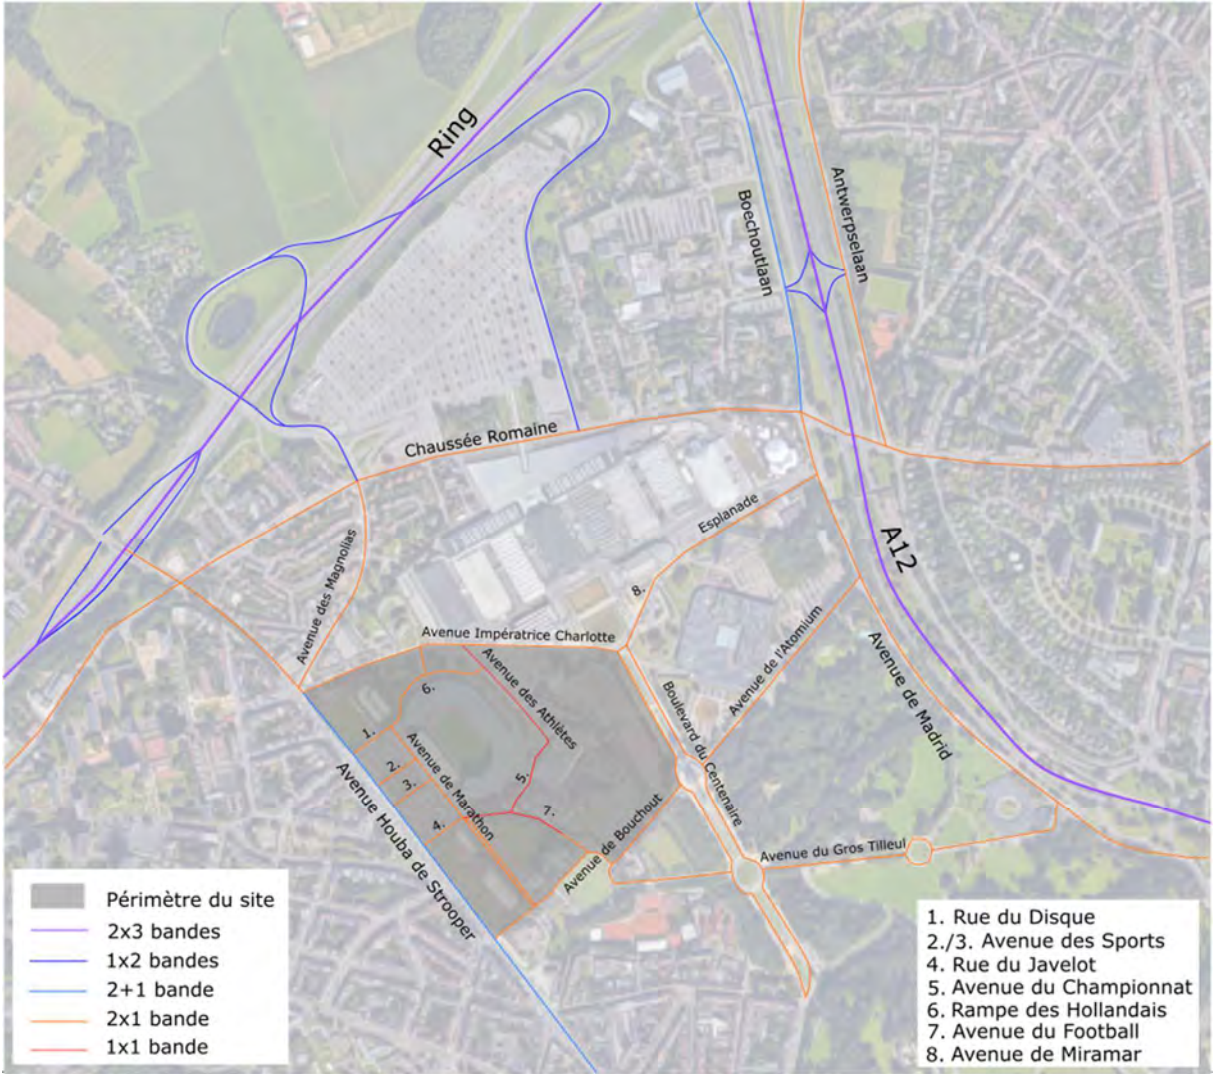 Ring
Boechoutlaan
Antwerpselaan
Chaussée Romaine
Esplanade
A12
Avenue des Magnolias
8.
Avenue Impératrice Charlotte
Avenue des Athlètes
6.
Boulevard du Centenaire
Avenue de l'Atomium
Avenue de Madrid
1.
2.
3.
4.
5.
7.
Avenue de Marathon
Avenue Houba de Strooper
Avenue de Bouchout
Avenue du Gros Tilleul
Périmètre du site
2x3 bandes
1x2 bandes
2+1 bande
2x1 bande
1x1 bande
1. Rue du Disque
2./3. Avenue des Sports
4. Rue du Javelot
5. Avenue du Championnat
6. Rampe des Hollandais
7. Avenue du Football
8. Avenue de Miramar